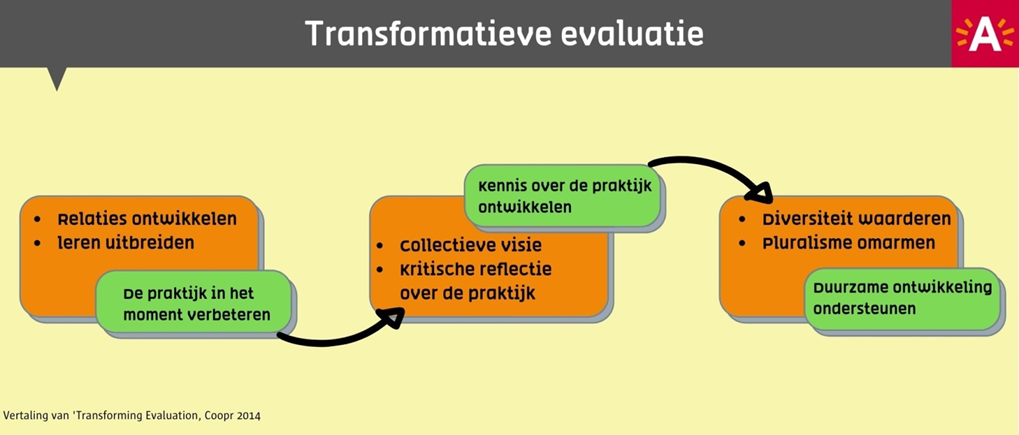 Transformatieve evaluatie
A
• Relaties ontwikkelen
• leren uitbreiden
De praktijk in het
moment verbeteren
Kennis over de praktijk
ontwikkelen
• Collectieve visie
• Kritische reflectie
over de praktijk
• Diversiteit waarderen
• Pluralisme omarmen
Duurzame ontwikkeling
ondersteunen
Vertaling van 'Transforming Evaluation, Coopr 2014